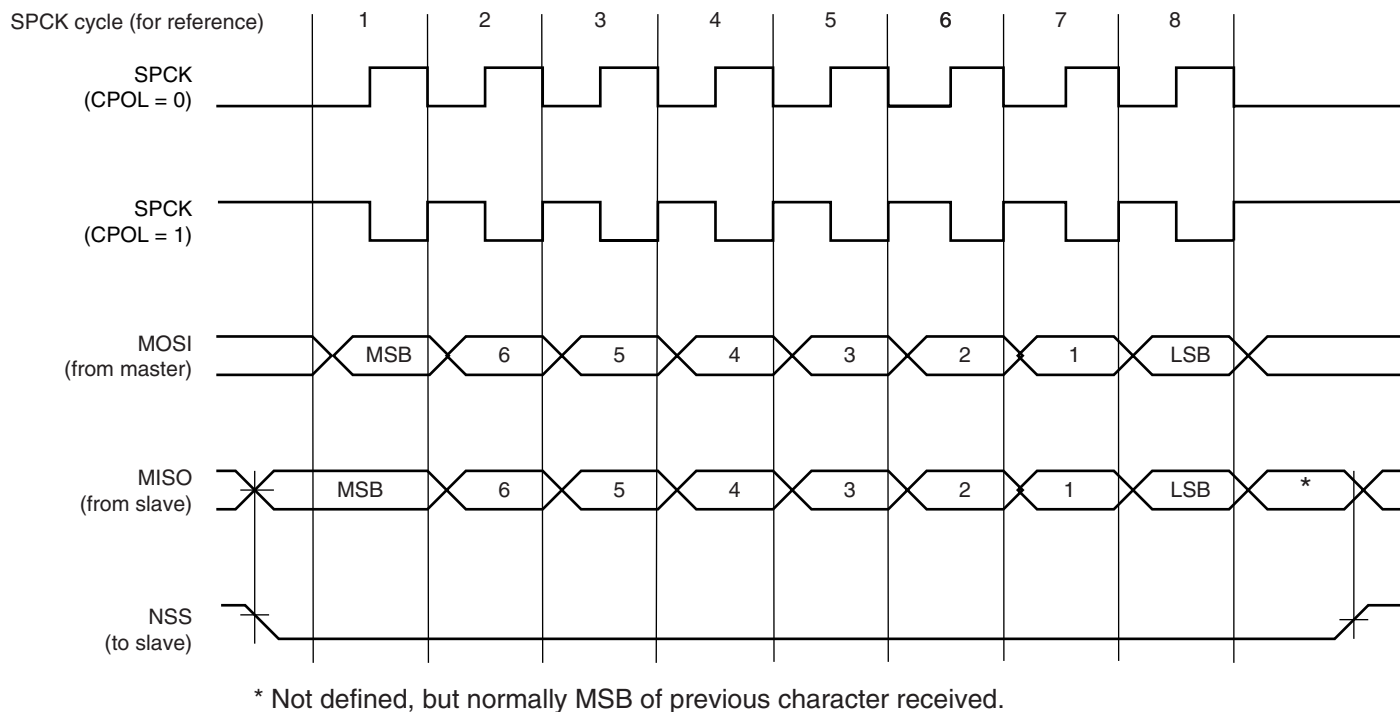 SPCK cycle (for reference) 1 2 3 4 5 6 7 8
SPCK
(CPOL = 0)
SPCK
(CPOL = 1)
MOSI
(from master)
MSB 6 5 4 3 2 1 LSB
MISO
(from slave)
MSB 6 5 4 3 2 1 LSB *
NSS
(to slave)
* Not defined, but normally MSB of previous character received.